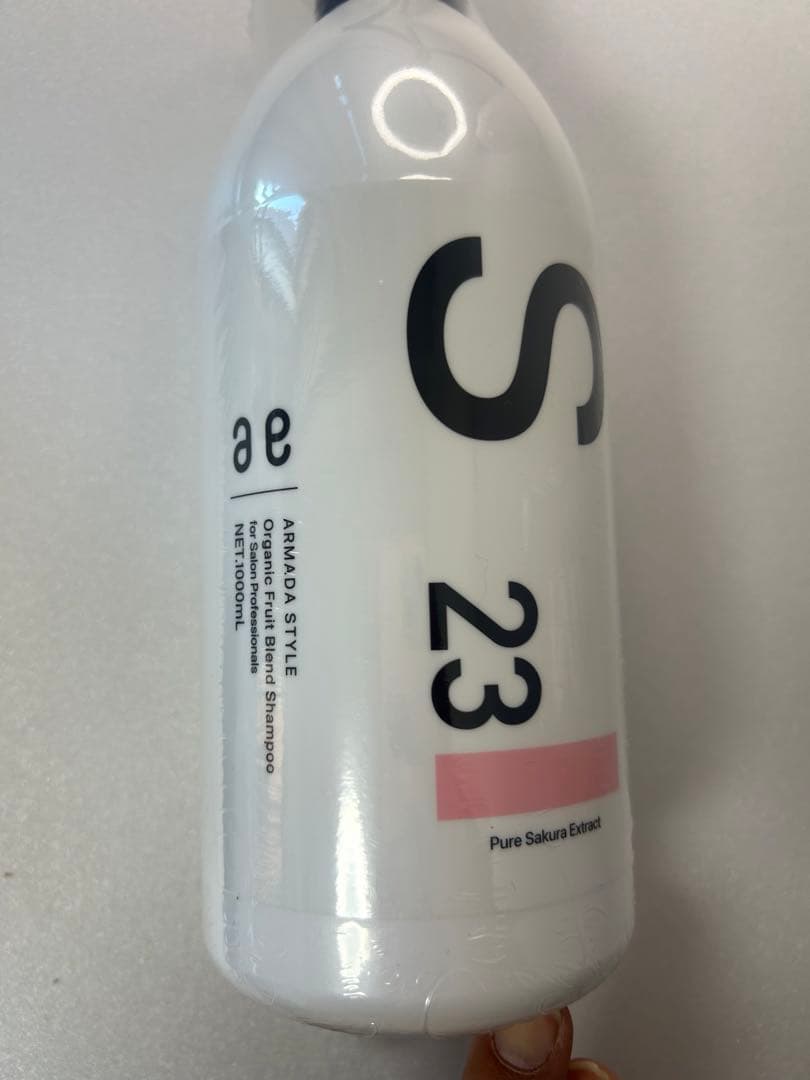 S 23
Pure Sakura Extract
ae
ARMADA STYLE
Organic Fruit Blend Shampoo
for Salon Professionals
NET.1000mL